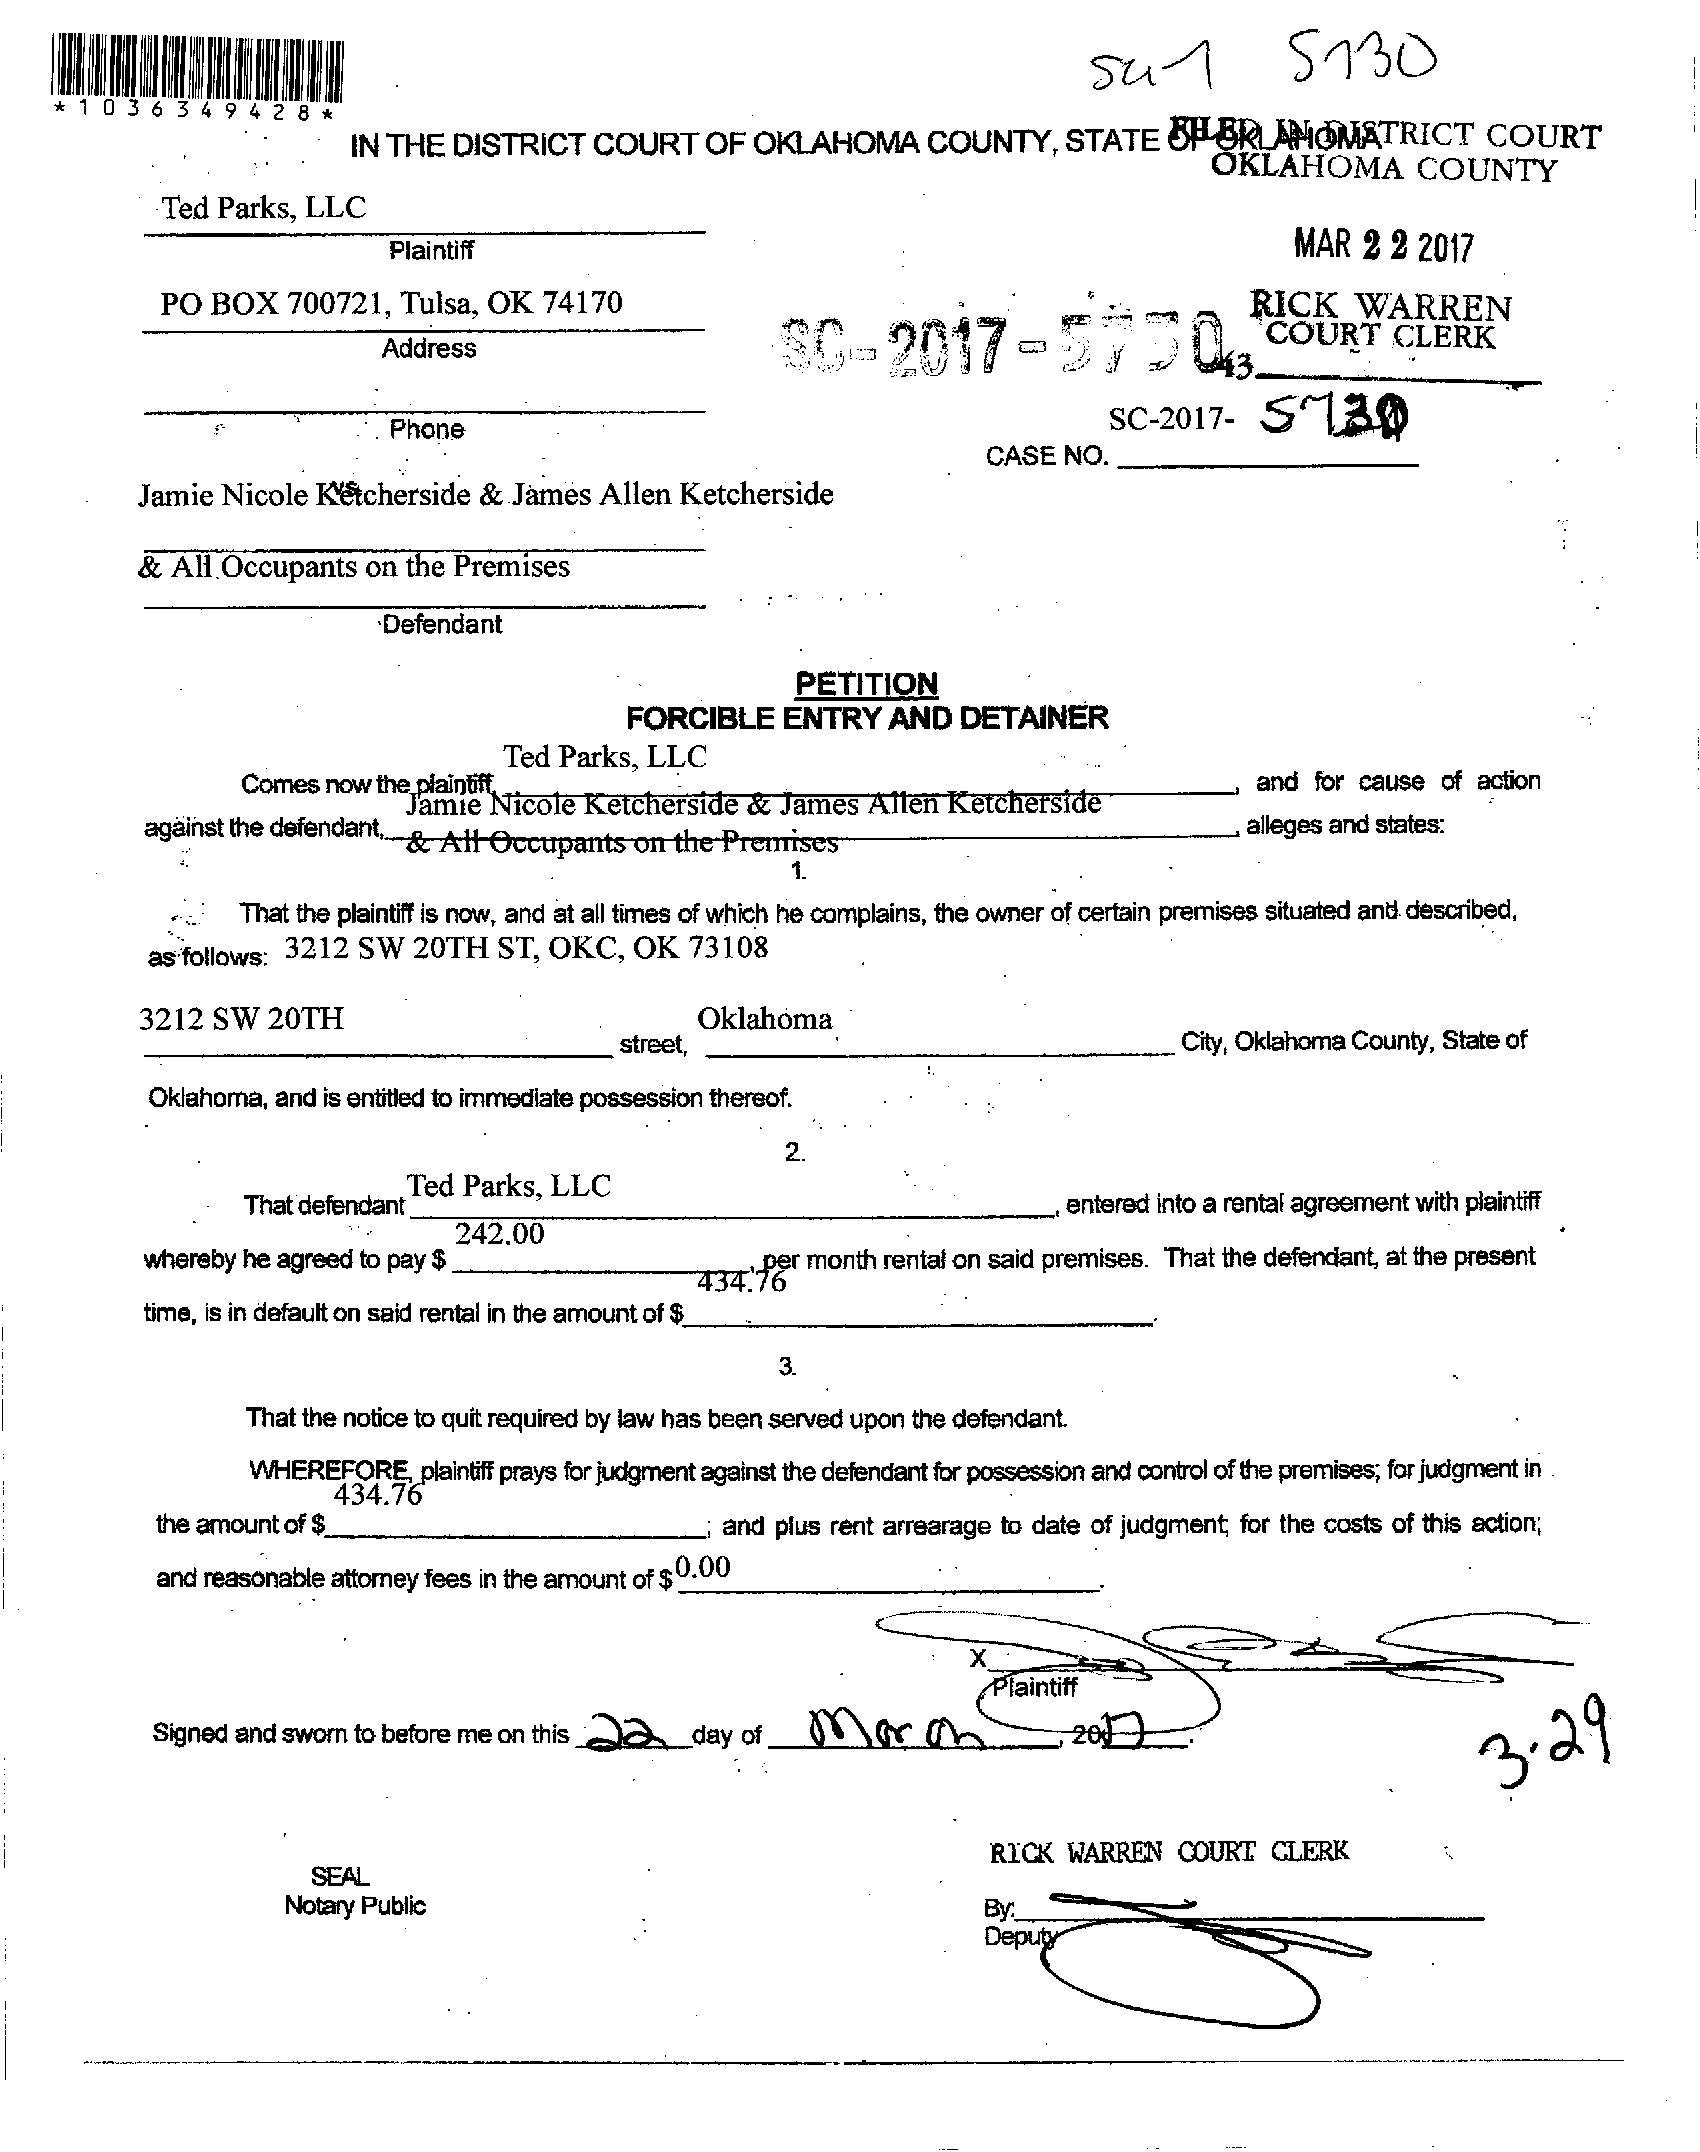 5730
*1036349428*
IN THE DISTRICT COURT OF OKLAHOMA COUNTY, STATE OF OKLAHOMA
FILED IN DISTRICT COURT
OKLAHOMA COUNTY
Ted Parks, LLC
Plaintiff
MAR 22 2017
PO BOX 700721, Tulsa, OK 74170
Address
RICK WARREN
COURT CLERK
SC-2017-5730
43
Phone
SC-2017- 5730
CASE NO.
vs
Jamie Nicole Ketcherside & James Allen Ketcherside
& All Occupants on the Premises
Defendant
PETITION
FORCIBLE ENTRY AND DETAINER
Ted Parks, LLC
Comes now the plaintiff, , and for cause of action
Jamie Nicole Ketcherside & James Allen Ketcherside
against the defendant, , alleges and states:
& All Occupants on the Premises
1.
That the plaintiff is now, and at all times of which he complains, the owner of certain premises situated and described,
as follows: 3212 SW 20TH ST, OKC, OK 73108
3212 SW 20TH street, Oklahoma City, Oklahoma County, State of
Oklahoma, and is entitled to immediate possession thereof.
2.
That defendant Ted Parks, LLC, entered into a rental agreement with plaintiff
whereby he agreed to pay $ 242.00, per month rental on said premises. That the defendant, at the present
time, is in default on said rental in the amount of $ 434.76.
3.
That the notice to quit required by law has been served upon the defendant.
WHEREFORE, plaintiff prays for judgment against the defendant for possession and control of the premises; for judgment in
the amount of $ 434.76; and plus rent arrearage to date of judgment; for the costs of this action;
and reasonable attorney fees in the amount of $0.00.
X
Plaintiff
Signed and sworn to before me on this 22 day of March, 2017.
3.29
RICK WARREN COURT CLERK
SEAL
Notary Public
By:
Deputy